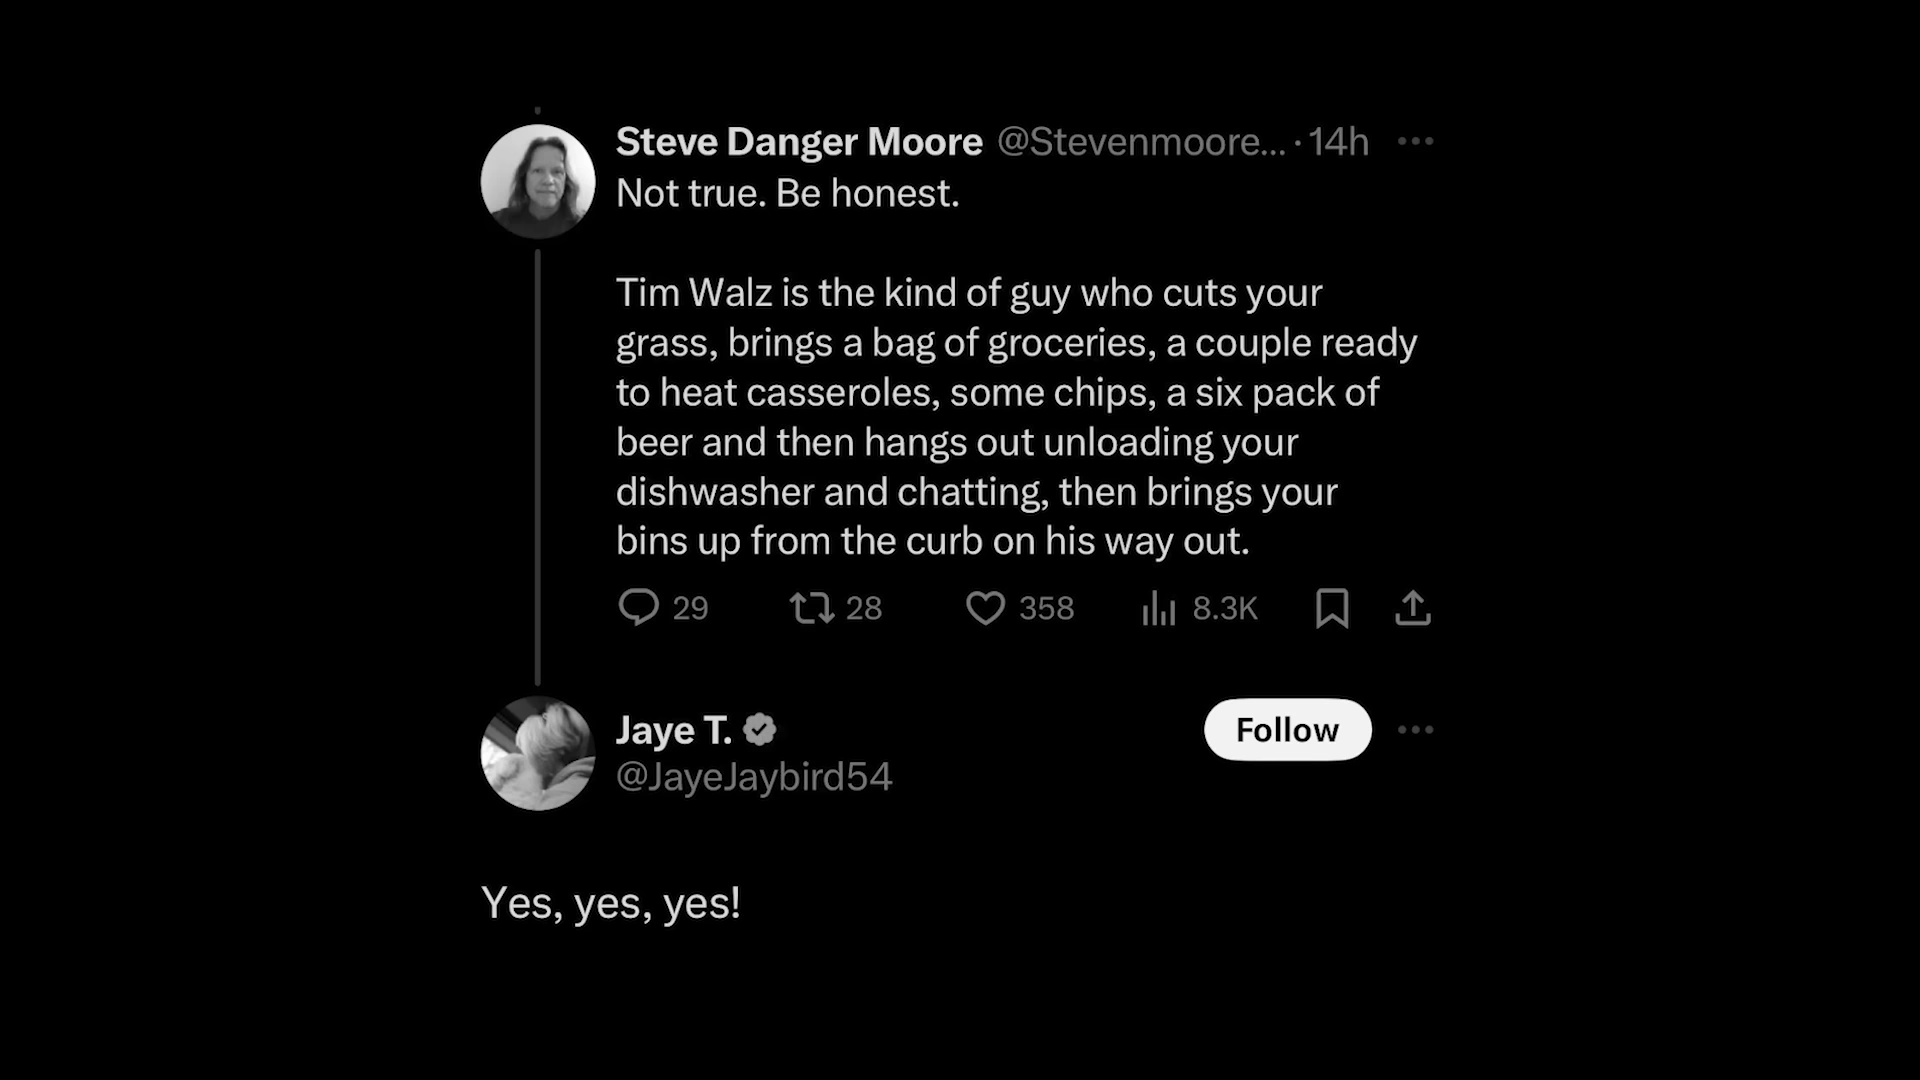 Steve Danger Moore @Stevenmoore... · 14h
Not true. Be honest.
Tim Walz is the kind of guy who cuts your
grass, brings a bag of groceries, a couple ready
to heat casseroles, some chips, a six pack of
beer and then hangs out unloading your
dishwasher and chatting, then brings your
bins up from the curb on his way out.
29 28 358 8.3K
Jaye T. Follow
@JayeJaybird54
Yes, yes, yes!